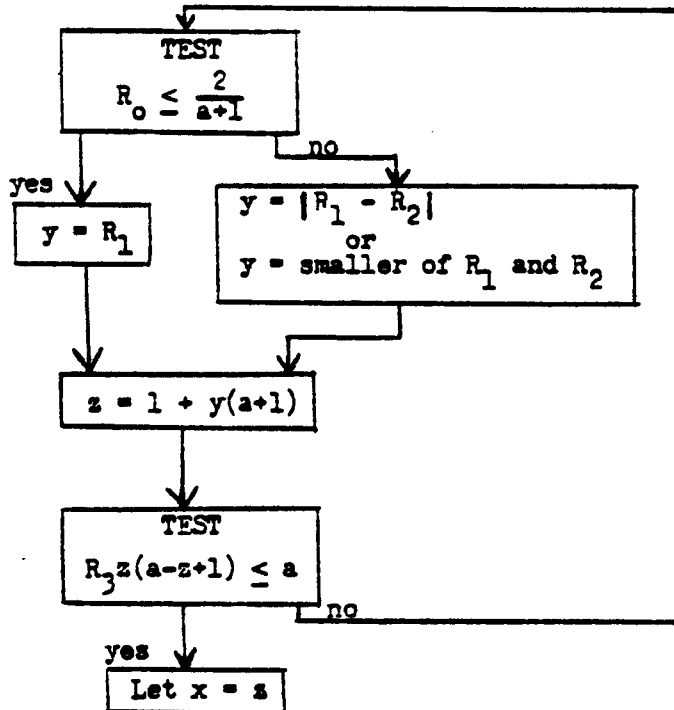 TEST
R₀ ≤ 2/(a+1)
no
yes
y = R₁
y = |R₁ - R₂|
or
y = smaller of R₁ and R₂
z = 1 + y(a+1)
TEST
R₃z(a-z+1) ≤ a
no
yes
Let x = z